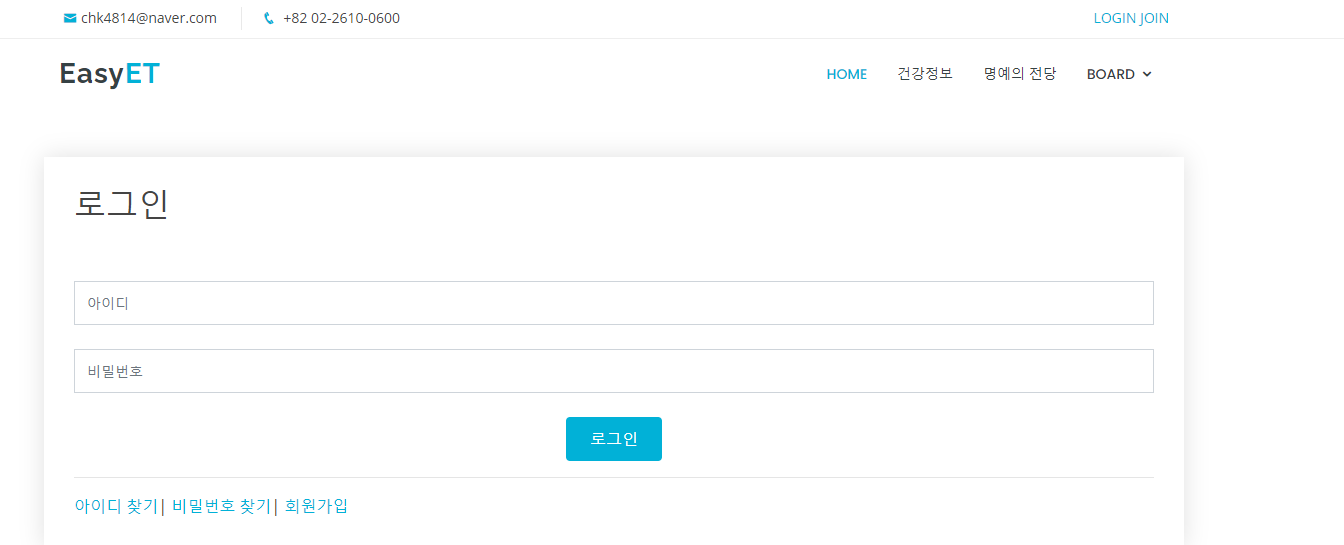 chk4814@naver.com +82 02-2610-0600 LOGIN JOIN
EasyET HOME 건강정보 명예의 전당 BOARD
로그인
아이디
비밀번호
로그인
아이디 찾기| 비밀번호 찾기| 회원가입